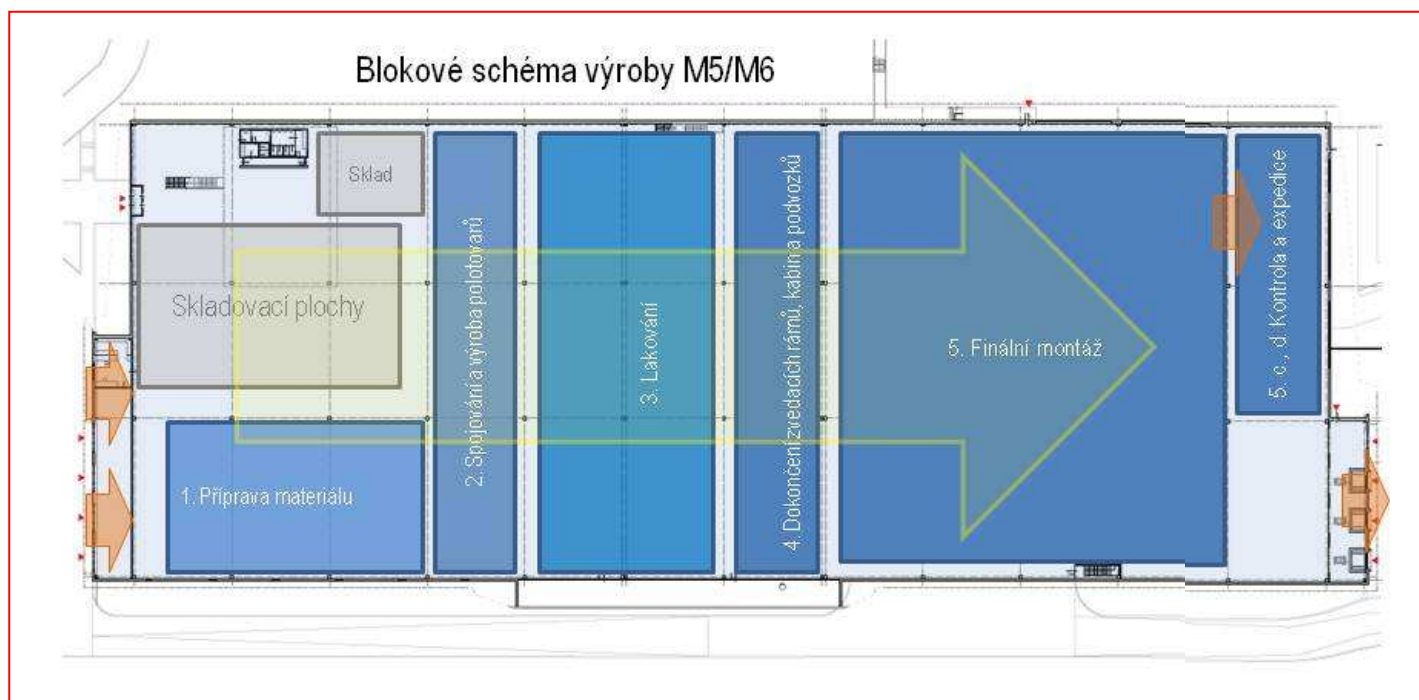 Blokové schéma výroby M5/M6
Sklad
Skladovací plochy
1. Příprava materiálu
2. Spojování a výroba polotovarů
3. Lakování
4. Dokončení zvedacích rámů, kabin a podvozků
5. Finální montáž
5. c., d. Kontrola a expedice